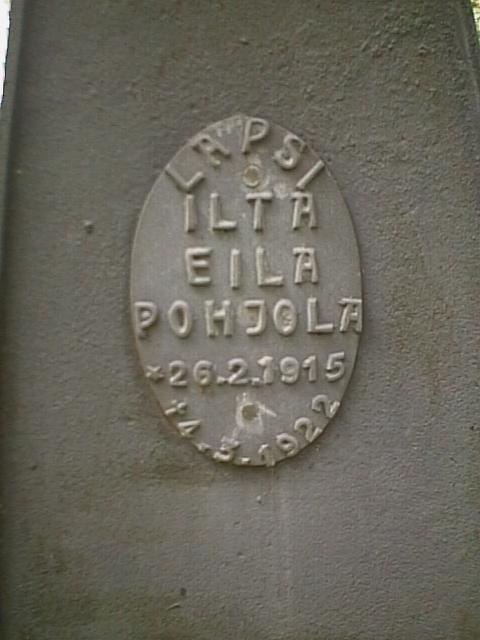 LAPSI
ILTA
EILA
POHJOLA
*26.2.1915
+4.3.1922